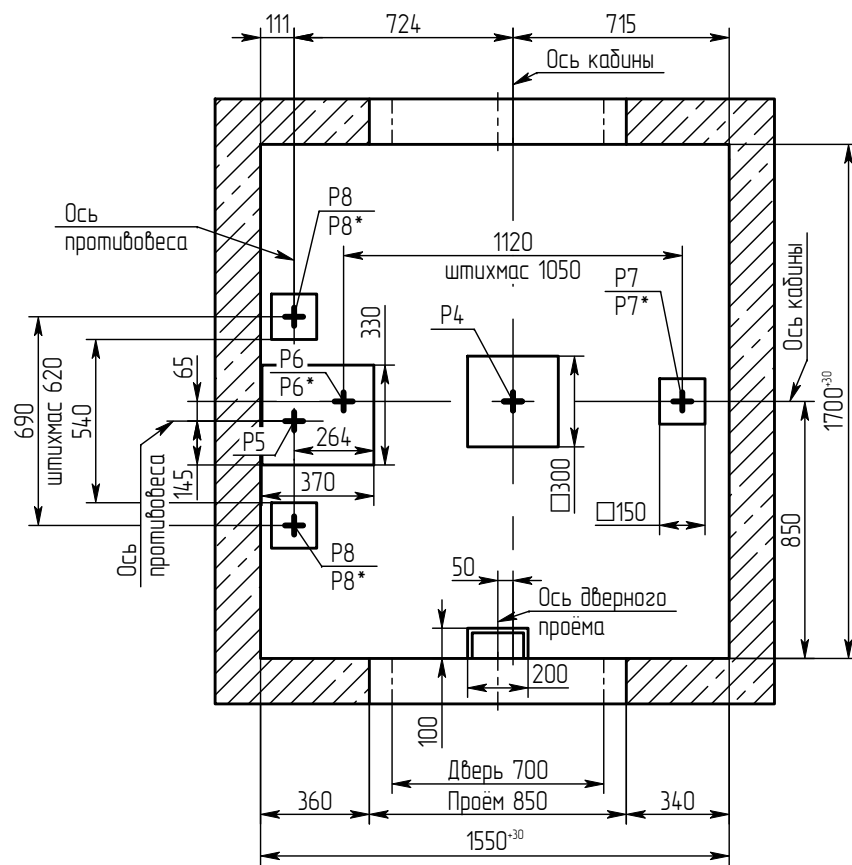 111
724
715
Ось кабины
Ось
противовеса
P8
P8*
1120
штихмас 1050
P7
P7*
Ось кабины
P4
330
P6
P6*
65
690
штихмас 620
540
P5
264
145
370
Ось
противовеса
□300
□150
1700⁺³⁰
850
P8
P8*
50
Ось дверного
проёма
200
100
Дверь 700
360
Проём 850
340
1550⁺³⁰